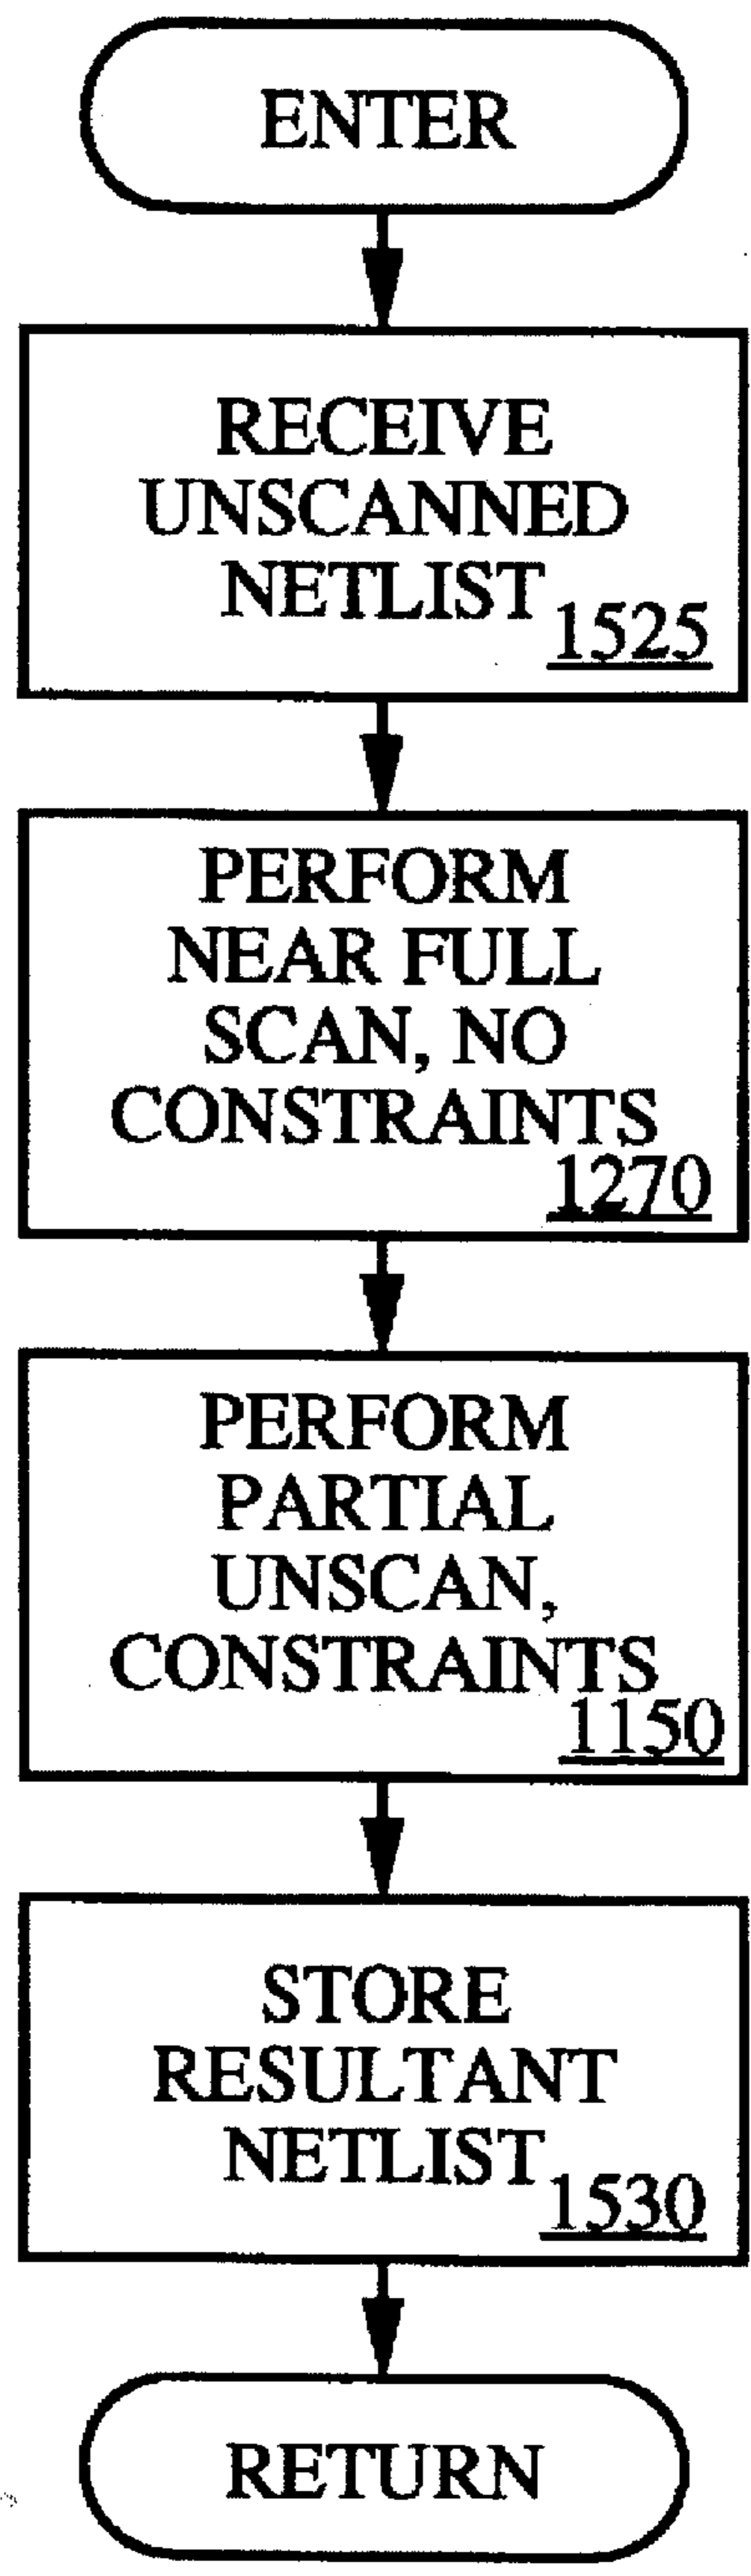 ENTER
RECEIVE
UNSCANNED
NETLIST
1525
PERFORM
NEAR FULL
SCAN, NO
CONSTRAINTS
1270
PERFORM
PARTIAL
UNSCAN,
CONSTRAINTS
1150
STORE
RESULTANT
NETLIST
1530
RETURN